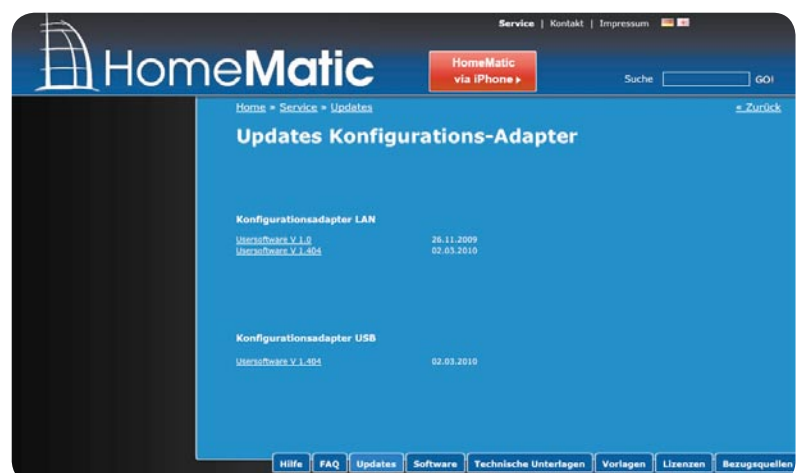 Service | Kontakt | Impressum
HomeMatic
HomeMatic
via iPhone
Suche GO!
Home » Service » Updates
« Zurück
Updates Konfigurations-Adapter
Konfigurationsadapter LAN
Usersoftware V 1.0 26.11.2009
Usersoftware V 1.404 02.03.2010
Konfigurationsadapter USB
Usersoftware V 1.404 02.03.2010
Hilfe FAQ Updates Software Technische Unterlagen Vorlagen Lizenzen Bezugsquellen